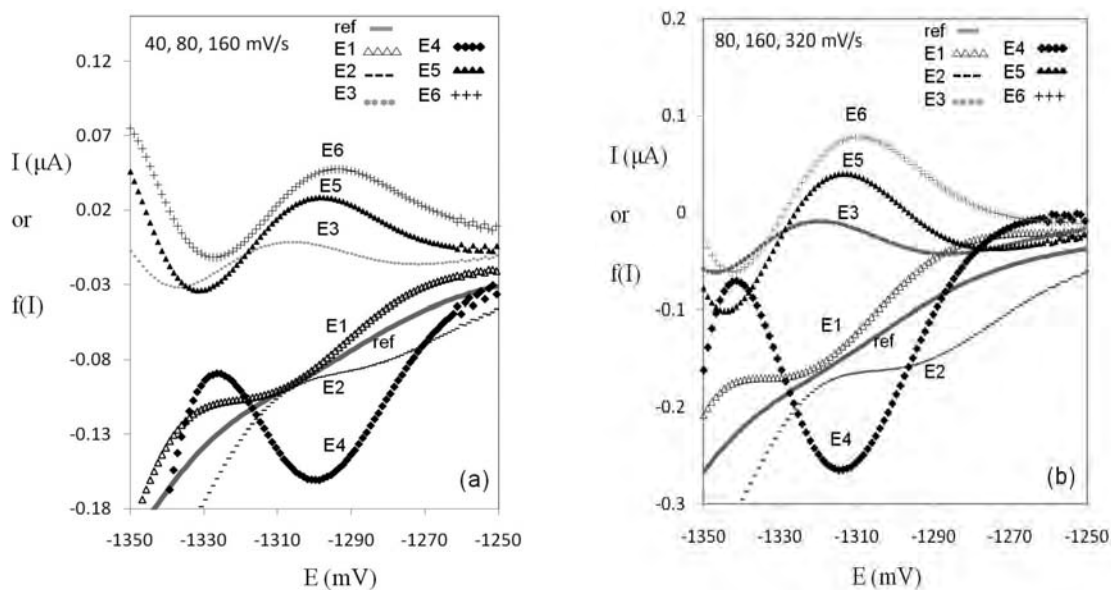 (a)
40, 80, 160 mV/s
ref
E1
E2
E3
E4
E5
E6
0.12
0.07
0.02
-0.03
-0.08
-0.13
-0.18
I (μA)
or
f(I)
E6
E5
E3
E1
ref
E2
E4
(a)
-1350 -1330 -1310 -1290 -1270 -1250
E (mV)
80, 160, 320 mV/s
ref
E1
E2
E3
E4
E5
E6
0.2
0.1
0
-0.1
-0.2
-0.3
I (μA)
or
f(I)
E6
E5
E3
E1
ref
E2
E4
(b)
-1350 -1330 -1310 -1290 -1270 -1250
E (mV)